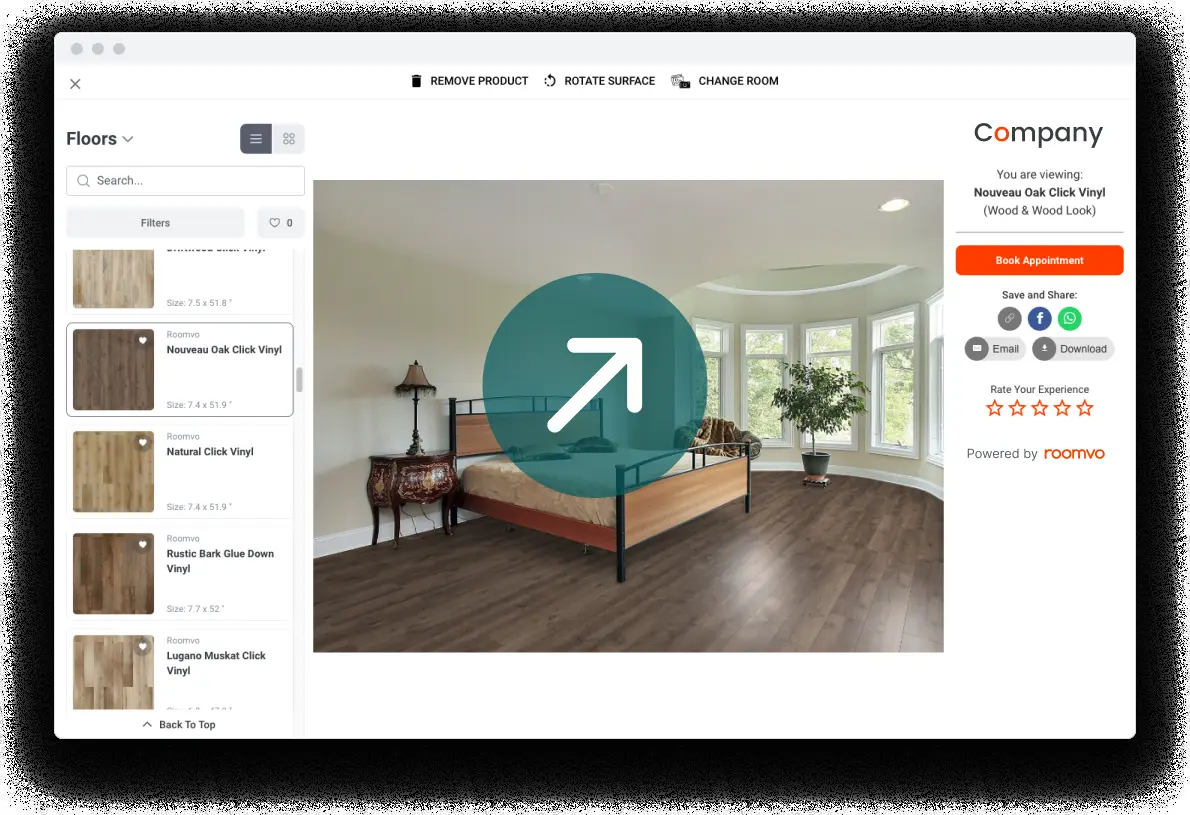 REMOVE PRODUCT
ROTATE SURFACE
CHANGE ROOM
Floors
Search...
Filters
0
Click Vinyl
Size: 7.5 x 51.8 "
Roomvo
Nouveau Oak Click Vinyl
Size: 7.4 x 51.9 "
Roomvo
Natural Click Vinyl
Size: 7.4 x 51.9 "
Roomvo
Rustic Bark Glue Down
Vinyl
Size: 7.7 x 52 "
Roomvo
Lugano Muskat Click
Vinyl
Back To Top
Company
You are viewing:
Nouveau Oak Click Vinyl
(Wood & Wood Look)
Book Appointment
Save and Share:
Email
Download
Rate Your Experience
Powered by roomvo